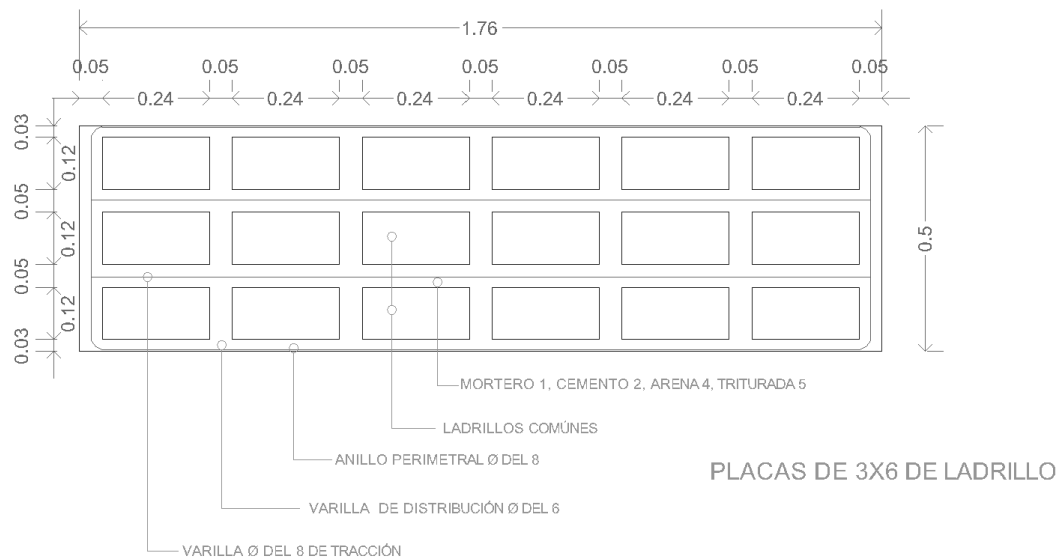 1.76
0.05 0.05 0.05 0.05 0.05 0.05 0.05
0.24 0.24 0.24 0.24 0.24 0.24
0.03
0.12
0.05
0.12
0.05
0.12
0.03
0.5
MORTERO 1, CEMENTO 2, ARENA 4, TRITURADA 5
LADRILLOS COMÚNES
ANILLO PERIMETRAL Ø DEL 8
PLACAS DE 3X6 DE LADRILLO
VARILLA DE DISTRIBUCIÓN Ø DEL 6
VARILLA Ø DEL 8 DE TRACCIÓN